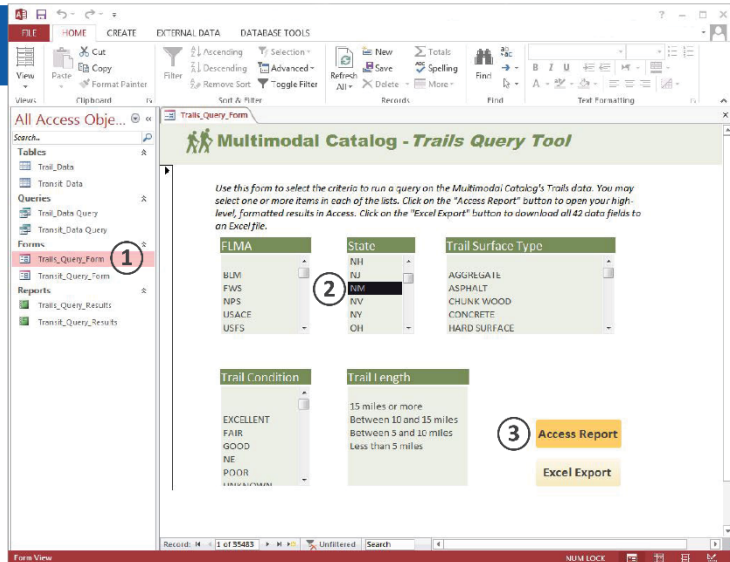 FILE HOME CREATE EXTERNAL DATA DATABASE TOOLS
View
Paste
Cut
Copy
Format Painter
Filter
Ascending
Descending
Remove Sort
Selection
Advanced
Toggle Filter
Refresh All
New
Save
Delete
Totals
Spelling
More
Find
B I U
A
Views Clipboard Sort & Filter Records Find Text Formatting
All Access Obje...
Search..
Tables
Trail_Data
Transit Data
Queries
Trail_Data Query
Transit_Data Query
Forms
Trails_Query_Form
Transit_Query_Form
Reports
Trails_Query_Results
Transit_Query_Results
1
Trails_Query_Form
Multimodal Catalog - Trails Query Tool
Use this form to select the criteria to run a query on the Multimodal Catalog's Trails data. You may
select one or more items in each of the lists. Click on the "Access Report" button to open your high-
level, formatted results in Access. Click on the "Excel Export" button to download all 42 data fields to
an Excel file.
FLMA
BLM
FWS
NPS
USACE
USFS
State
NH
NJ
2
NM
NV
NY
OH
Trail Surface Type
AGGREGATE
ASPHALT
CHUNK WOOD
CONCRETE
HARD SURFACE
Trail Condition
EXCELLENT
FAIR
GOOD
NE
POOR
UNKNOWN
Trail Length
15 miles or more
Between 10 and 15 miles
Between 5 and 10 miles
Less than 5 miles
3
Access Report
Excel Export
Record: 1 of 35483 Unfiltered Search
Form View NUM LOCK